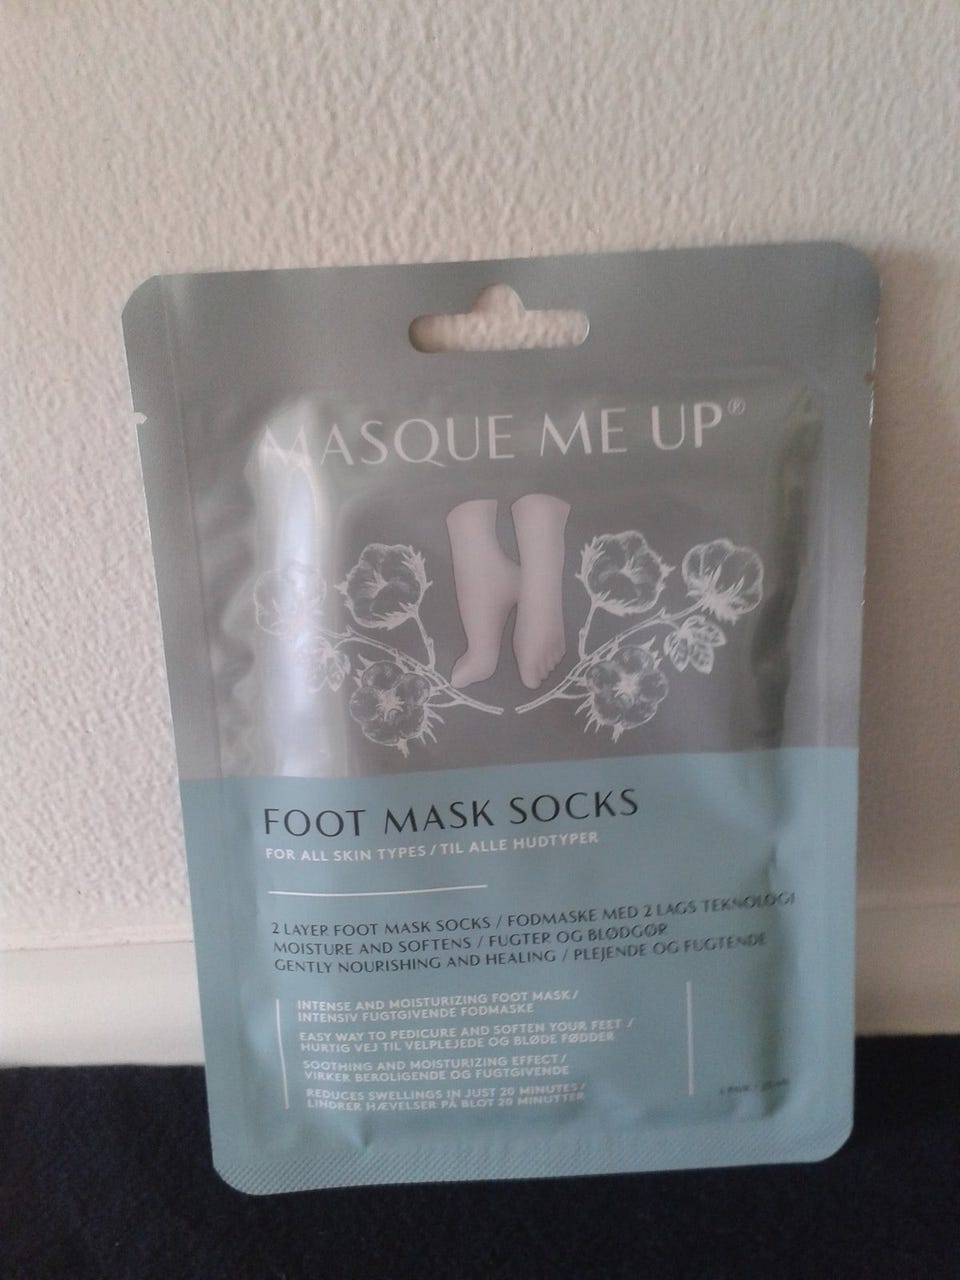 MASQUE ME UP®
FOOT MASK SOCKS
FOR ALL SKIN TYPES / TIL ALLE HUDTYPER
2 LAYER FOOT MASK SOCKS / FODMASKE MED 2 LAGS TEKNOLOGI
MOISTURE AND SOFTENS / FUGTER OG BLØDGØR
GENTLY NOURISHING AND HEALING / PLEJENDE OG FUGTENDE
INTENSE AND MOISTURIZING FOOT MASK /
INTENSIV FUGTGIVENDE FODMASKE
EASY WAY TO PEDICURE AND SOFTEN YOUR FEET /
HURTIG VEJ TIL VELPLEJEDE OG BLØDE FØDDER
SOOTHING AND MOISTURIZING EFFECT /
VIRKER BEROLIGENDE OG FUGTGIVENDE
REDUCES SWELLINGS IN JUST 20 MINUTES /
LINDRER HÆVELSER PÅ BLOT 20 MINUTTER